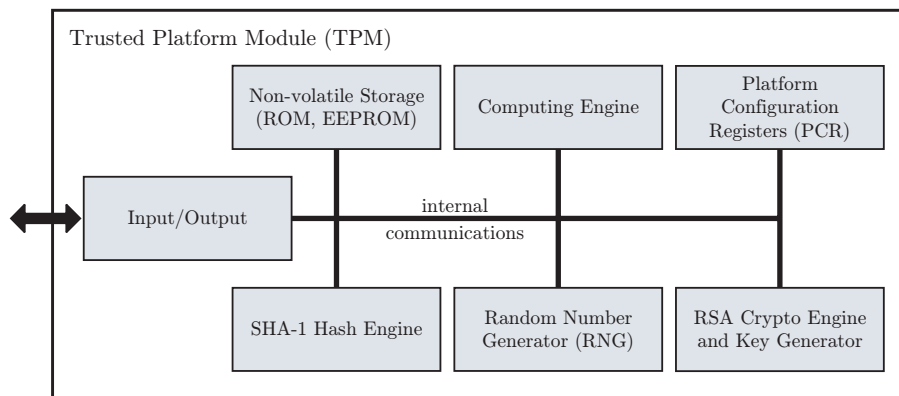 Trusted Platform Module (TPM)
Non-volatile Storage
(ROM, EEPROM)
Computing Engine
Platform
Configuration
Registers (PCR)
Input/Output
internal
communications
SHA-1 Hash Engine
Random Number
Generator (RNG)
RSA Crypto Engine
and Key Generator